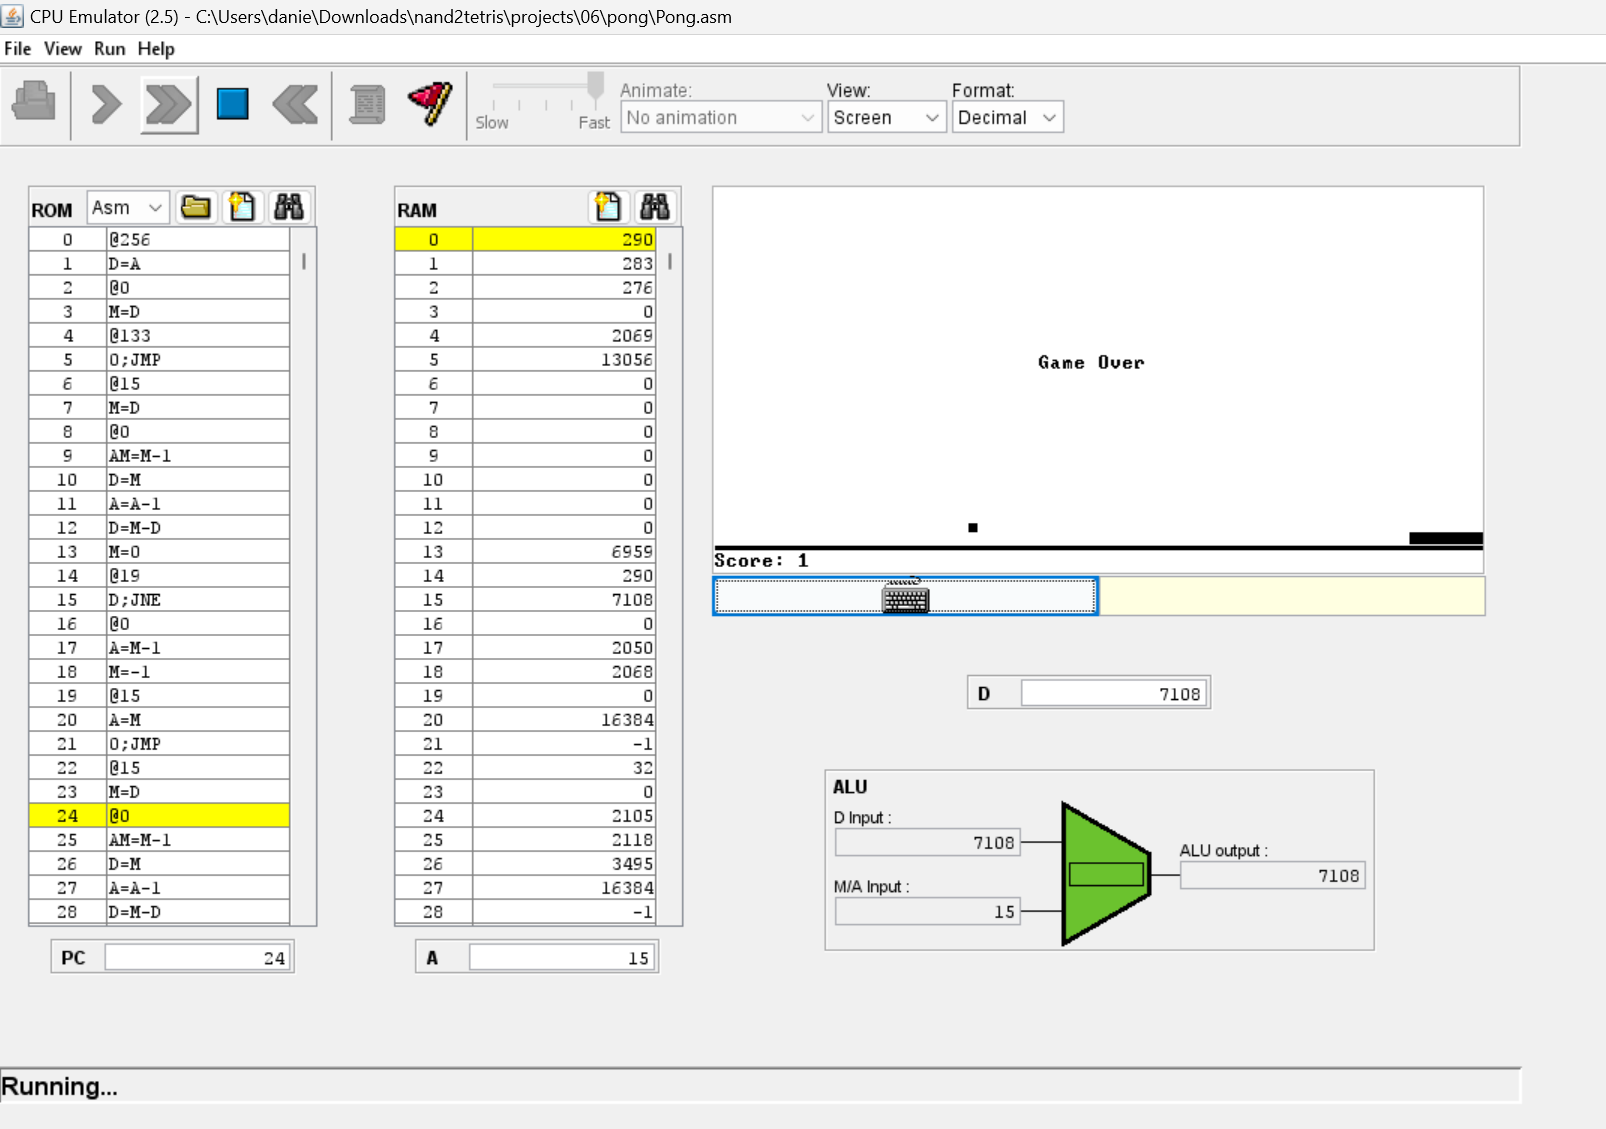 CPU Emulator (2.5) - C:\Users\danie\Downloads\nand2tetris\projects\06\pong\Pong.asm
File View Run Help
Slow Fast
Animate:
No animation
View:
Screen
Format:
Decimal
ROM Asm
0 @256
1 D=A
2 @0
3 M=D
4 @133
5 0;JMP
6 @15
7 M=D
8 @0
9 AM=M-1
10 D=M
11 A=A-1
12 D=M-D
13 M=0
14 @19
15 D;JNE
16 @0
17 A=M-1
18 M=-1
19 @15
20 A=M
21 0;JMP
22 @15
23 M=D
24 @0
25 AM=M-1
26 D=M
27 A=A-1
28 D=M-D
PC 24
RAM
0 290
1 283
2 276
3 0
4 2069
5 13056
6 0
7 0
8 0
9 0
10 0
11 0
12 0
13 6959
14 290
15 7108
16 0
17 2050
18 2068
19 0
20 16384
21 -1
22 32
23 0
24 2105
25 2118
26 3495
27 16384
28 -1
A 15
Game Over
Score: 1
D 7108
ALU
D Input :
7108
M/A Input :
15
ALU output :
7108
Running...